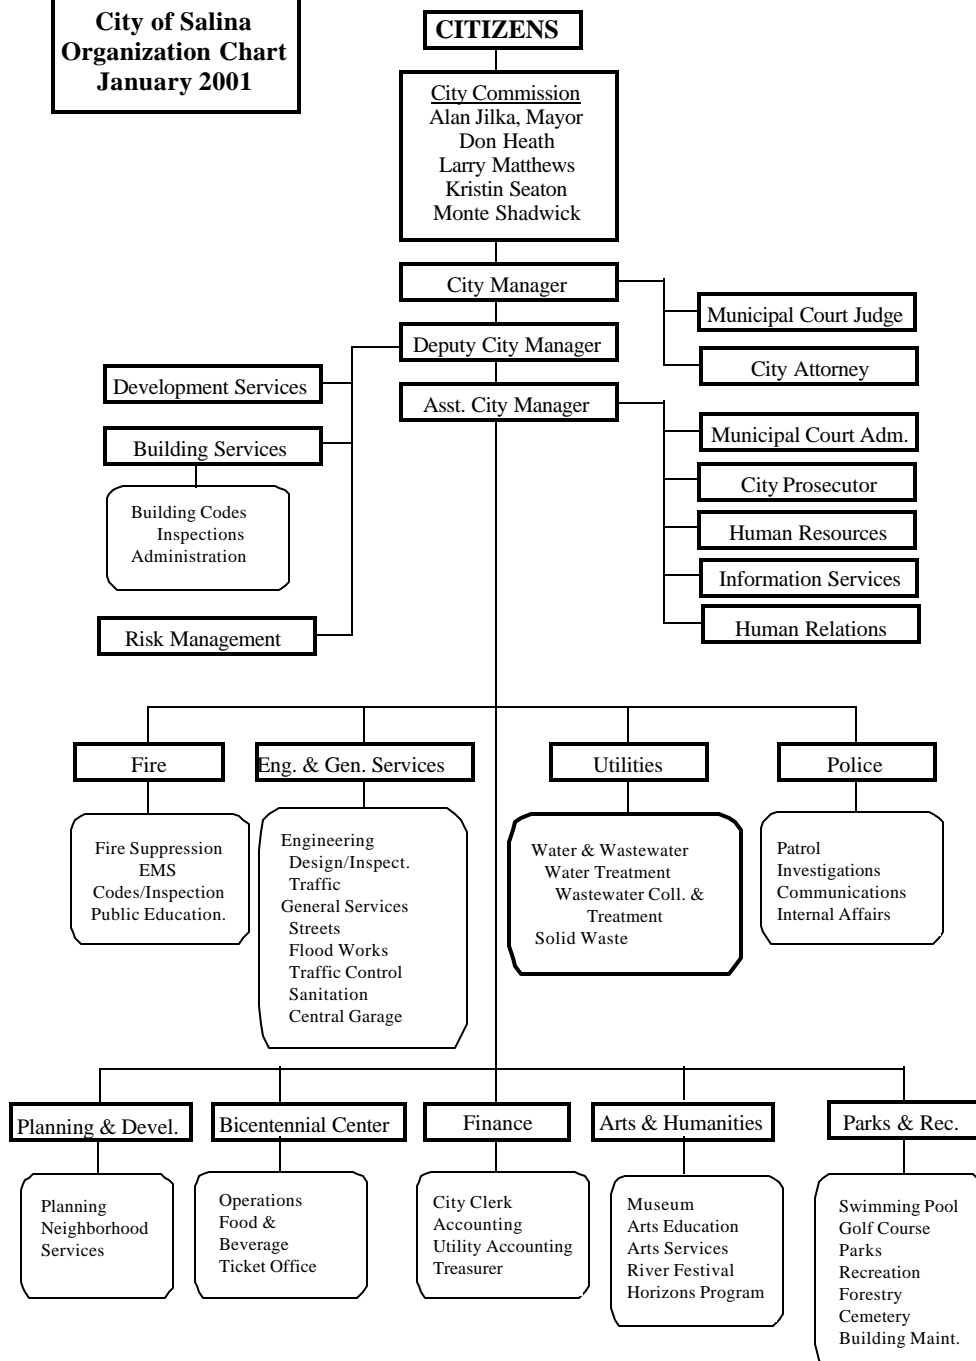 City of Salina
Organization Chart
January 2001
CITIZENS
City Commission
Alan Jilka, Mayor
Don Heath
Larry Matthews
Kristin Seaton
Monte Shadwick
City Manager
Municipal Court Judge
City Attorney
Deputy City Manager
Development Services
Building Services
Building Codes
Inspections
Administration
Risk Management
Asst. City Manager
Municipal Court Adm.
City Prosecutor
Human Resources
Information Services
Human Relations
Fire
Fire Suppression
EMS
Codes/Inspection
Public Education.
Eng. & Gen. Services
Engineering
Design/Inspect.
Traffic
General Services
Streets
Flood Works
Traffic Control
Sanitation
Central Garage
Utilities
Water & Wastewater
Water Treatment
Wastewater Coll. &
Treatment
Solid Waste
Police
Patrol
Investigations
Communications
Internal Affairs
Planning & Devel.
Planning
Neighborhood
Services
Bicentennial Center
Operations
Food &
Beverage
Ticket Office
Finance
City Clerk
Accounting
Utility Accounting
Treasurer
Arts & Humanities
Museum
Arts Education
Arts Services
River Festival
Horizons Program
Parks & Rec.
Swimming Pool
Golf Course
Parks
Recreation
Forestry
Cemetery
Building Maint.